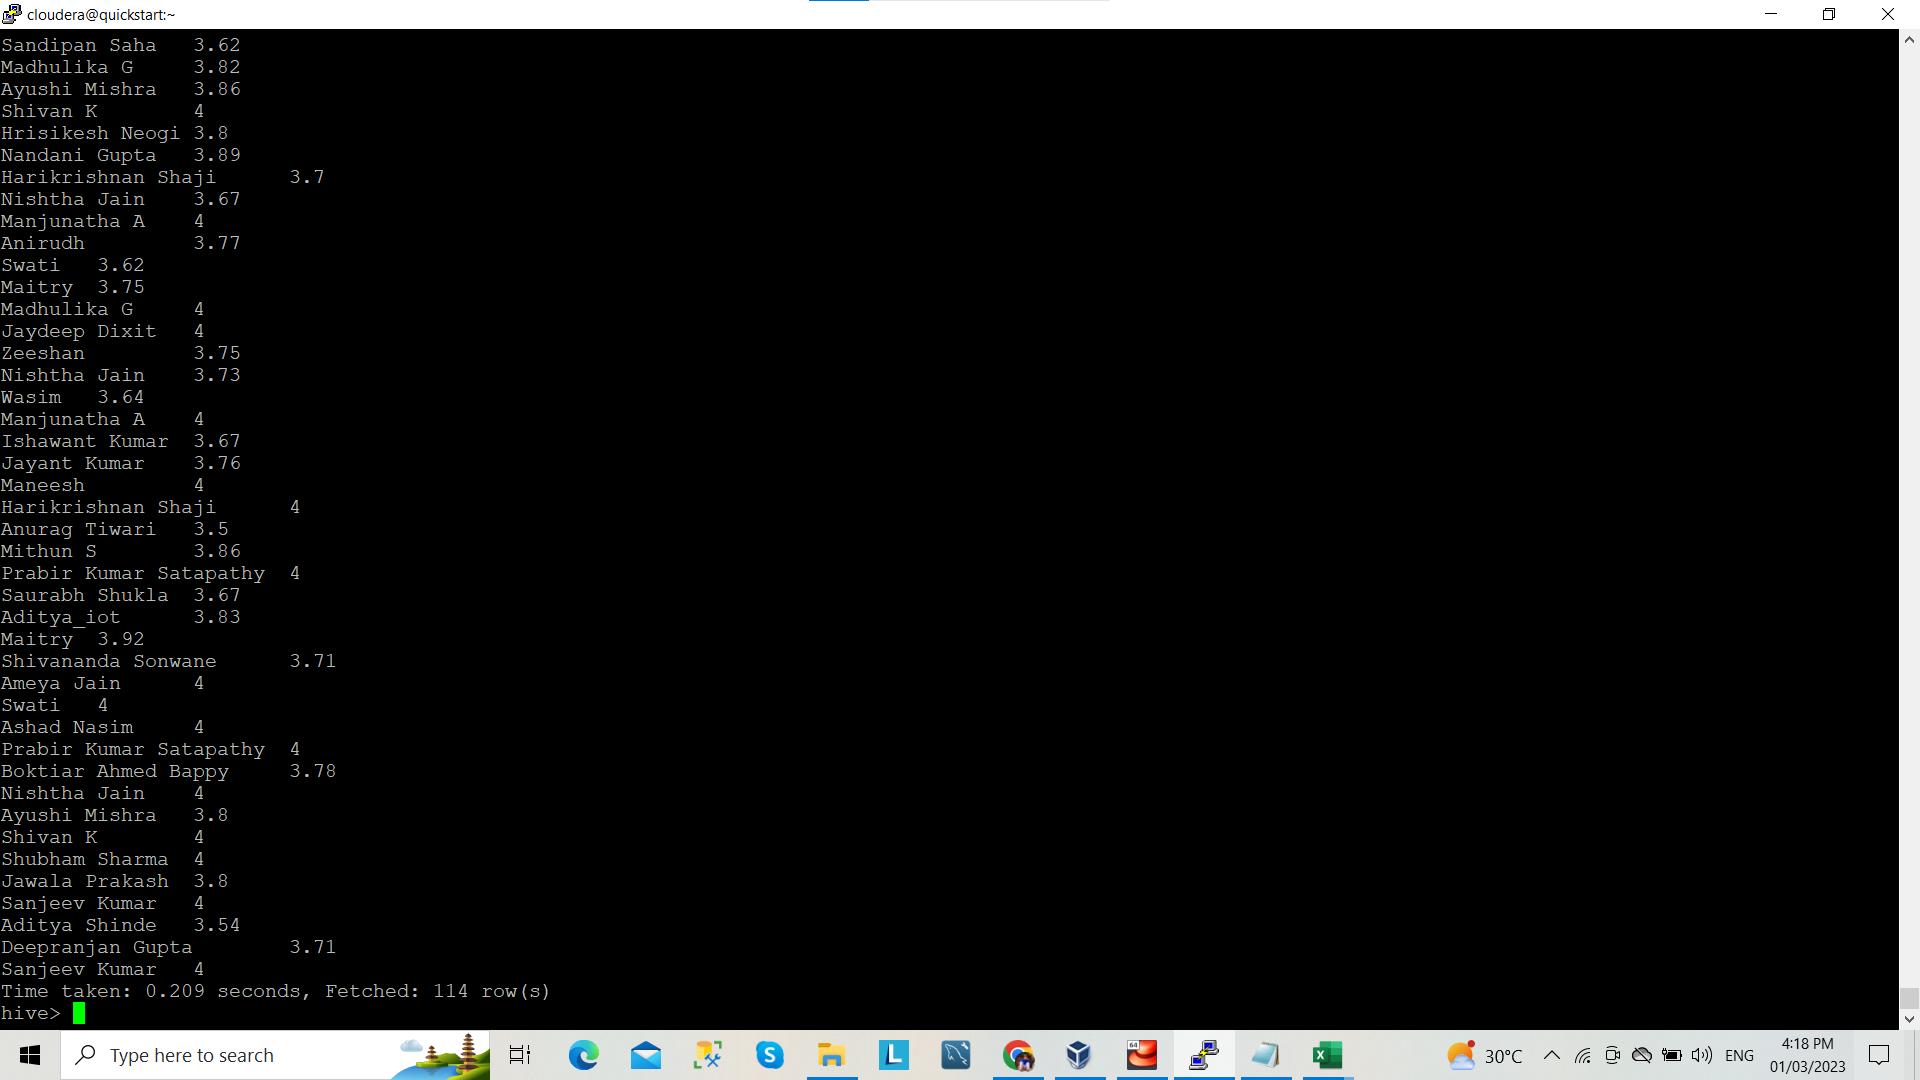 cloudera@quickstart:~
Sandipan Saha 3.62
Madhulika G 3.82
Ayushi Mishra 3.86
Shivan K 4
Hrisikesh Neogi 3.8
Nandani Gupta 3.89
Harikrishnan Shaji 3.7
Nishtha Jain 3.67
Manjunatha A 4
Anirudh 3.77
Swati 3.62
Maitry 3.75
Madhulika G 4
Jaydeep Dixit 4
Zeeshan 3.75
Nishtha Jain 3.73
Wasim 3.64
Manjunatha A 4
Ishawant Kumar 3.67
Jayant Kumar 3.76
Maneesh 4
Harikrishnan Shaji 4
Anurag Tiwari 3.5
Mithun S 3.86
Prabir Kumar Satapathy 4
Saurabh Shukla 3.67
Aditya_iot 3.83
Maitry 3.92
Shivananda Sonwane 3.71
Ameya Jain 4
Swati 4
Ashad Nasim 4
Prabir Kumar Satapathy 4
Boktiar Ahmed Bappy 3.78
Nishtha Jain 4
Ayushi Mishra 3.8
Shivan K 4
Shubham Sharma 4
Jawala Prakash 3.8
Sanjeev Kumar 4
Aditya Shinde 3.54
Deepranjan Gupta 3.71
Sanjeev Kumar 4
Time taken: 0.209 seconds, Fetched: 114 row(s)
hive>
Type here to search
S
L
64
30°C
ENG
4:18 PM
01/03/2023